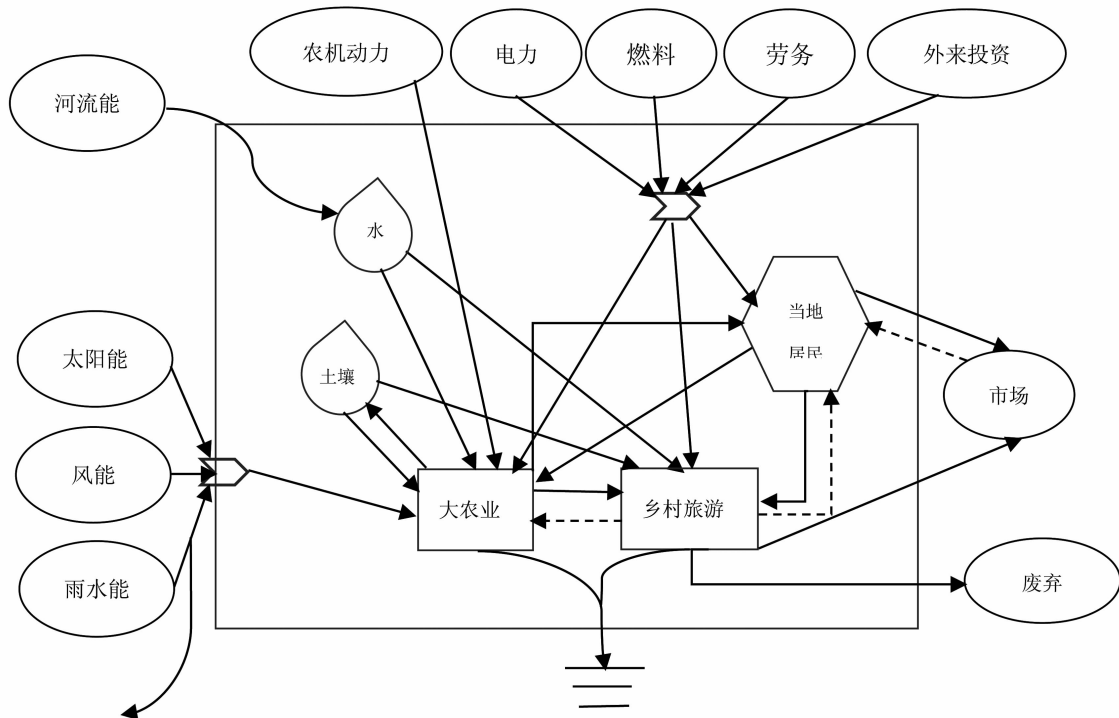 农机动力
电力
燃料
劳务
外来投资
河流能
水
当地
居民
太阳能
土壤
市场
风能
大农业
乡村旅游
雨水能
废弃